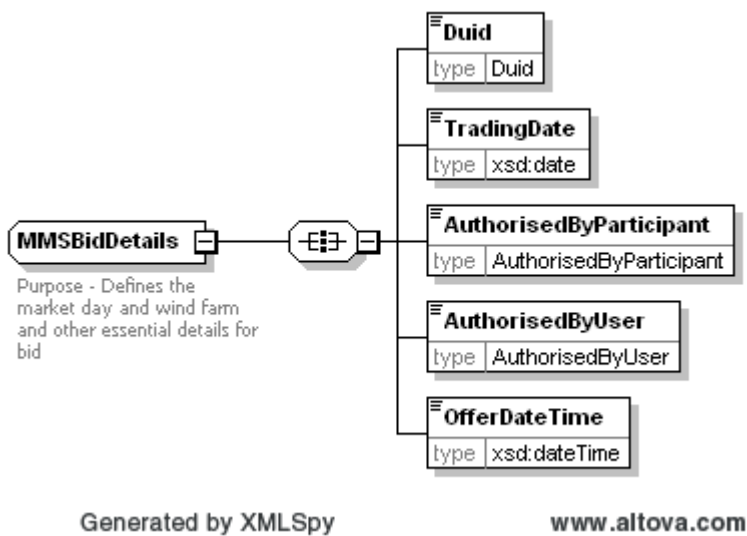 Duid
type Duid
TradingDate
type xsd:date
AuthorisedByParticipant
type AuthorisedByParticipant
MMSBidDetails
Purpose - Defines the
market day and wind farm
and other essential details for
bid
AuthorisedByUser
type AuthorisedByUser
OfferDateTime
type xsd:dateTime
Generated by XMLSpy
www.altova.com